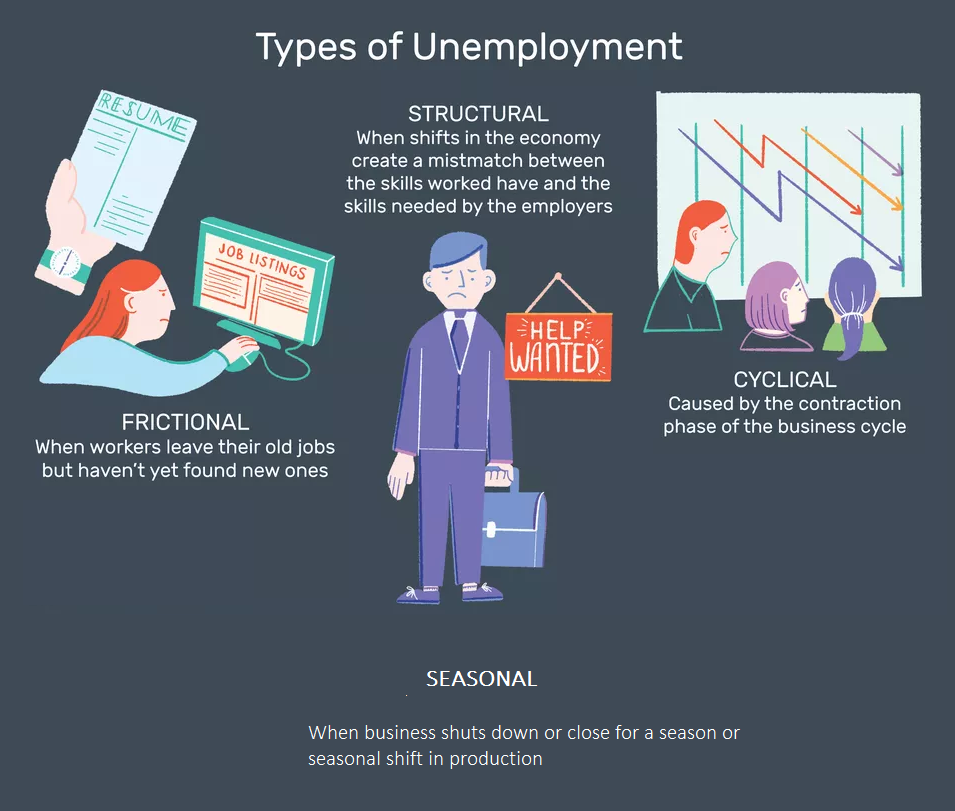 Types of Unemployment
RESUME
JOB LISTINGS
FRICTIONAL
When workers leave their old jobs
but haven't yet found new ones
STRUCTURAL
When shifts in the economy
create a mismatch between
the skills worked have and the
skills needed by the employers
HELP
WANTED
CYCLICAL
Caused by the contraction
phase of the business cycle
SEASONAL
When business shuts down or close for a season or
seasonal shift in production